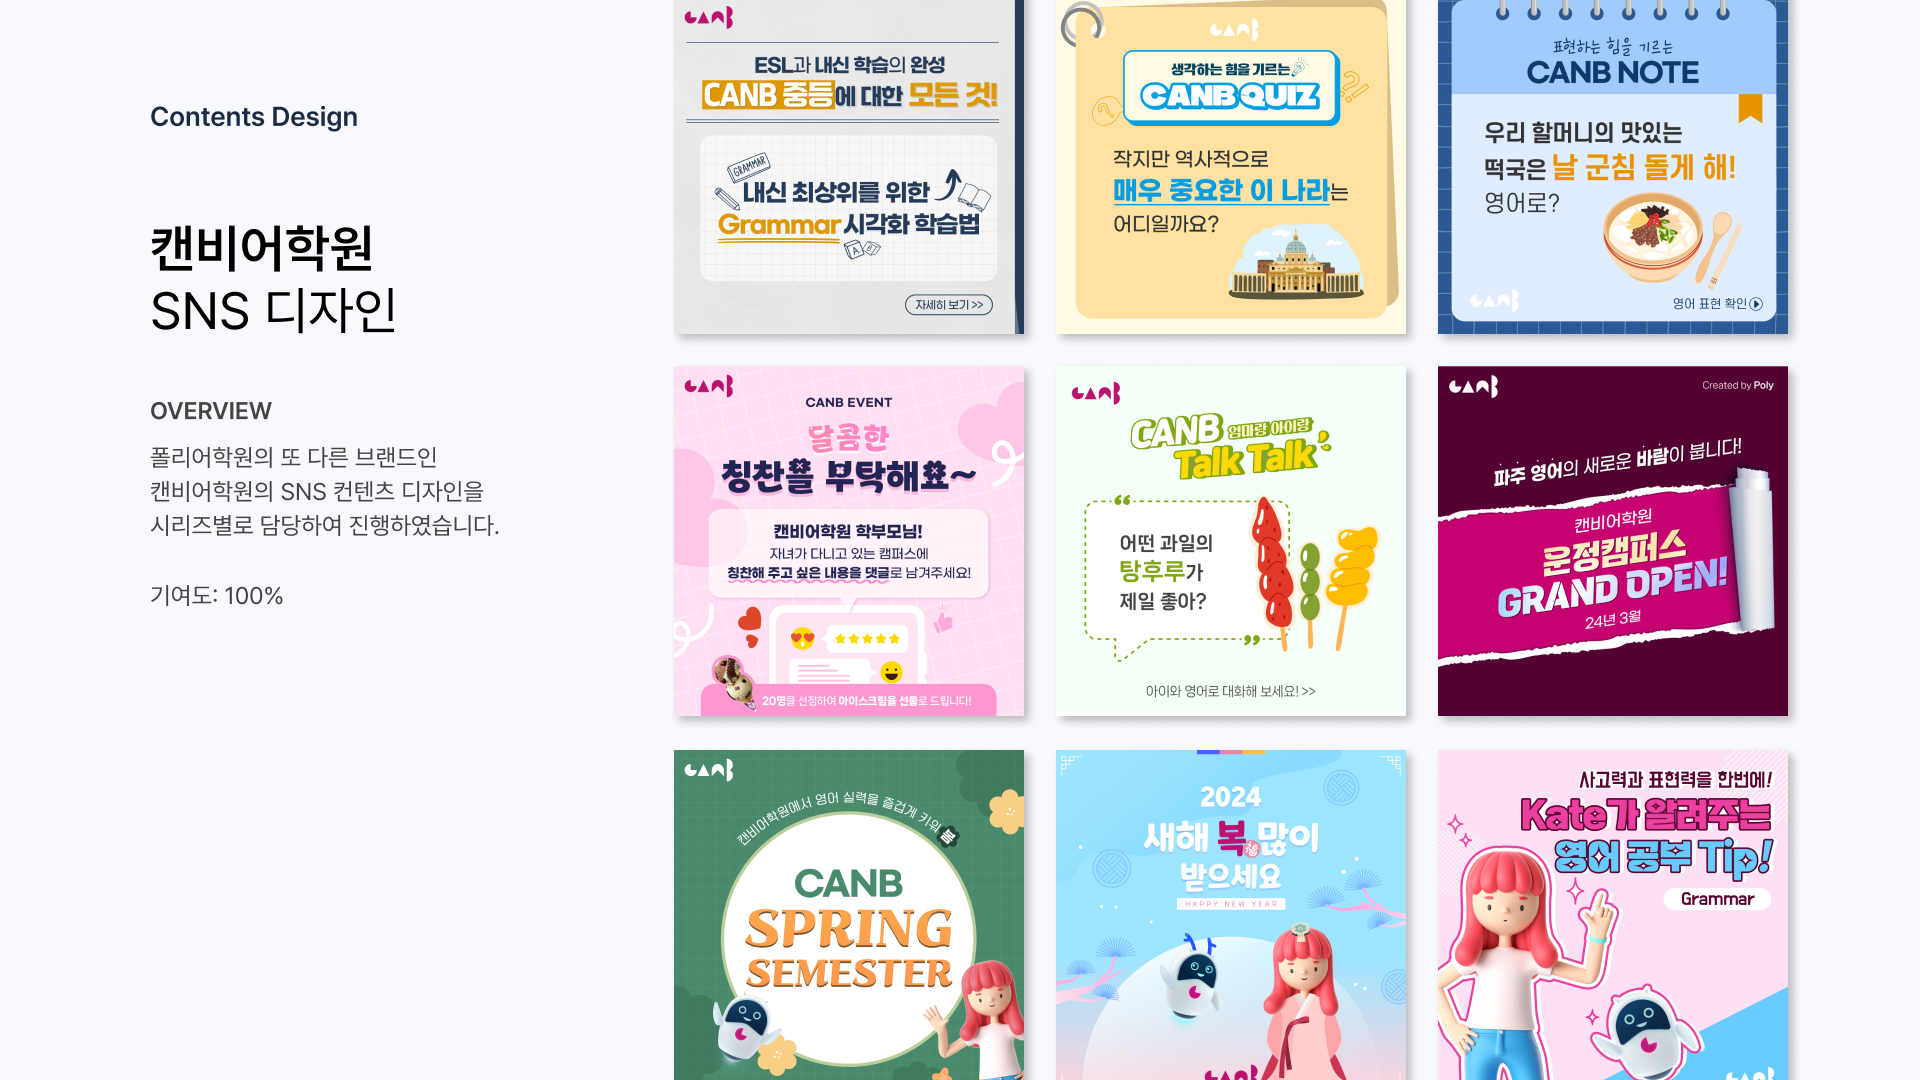 Contents Design
캔비어학원
SNS 디자인
OVERVIEW
폴리어학원의 또 다른 브랜드인
캔비어학원의 SNS 컨텐츠 디자인을
시리즈별로 담당하여 진행하였습니다.
기여도: 100%
CANB
ESL과 내신 학습의 완성
CANB 중등에 대한 모든 것!
GRAMMAR
내신 최상위를 위한
Grammar 시각화 학습법
A B
자세히 보기 >>
CANB
생각하는 힘을 기르는
CANB QUIZ
작지만 역사적으로
매우 중요한 이 나라는
어디일까요?
표현하는 힘을 기르는
CANB NOTE
우리 할머니의 맛있는
떡국은 날 군침 돌게 해!
영어로?
CANB
영어 표현 확인
CANB
CANB EVENT
달콤한
칭찬을 부탁해요~
캔비어학원 학부모님!
자녀가 다니고 있는 캠퍼스에
칭찬해 주고 싶은 내용을 댓글로 남겨주세요!
20명을 선정하여 아이스크림을 선물로 드립니다!
CANB
CANB 엄마랑 아이랑
Talk Talk
어떤 과일의
탕후루가
제일 좋아?
아이와 영어로 대화해 보세요! >>
CANB
Created by Poly
파주 영어의 새로운 바람이 붑니다!
캔비어학원
운정캠퍼스
GRAND OPEN!
24년 3월
CANB
캔비어학원에서 영어 실력을 즐겁게 키워 봄
CANB
SPRING
SEMESTER
2024
새해 복 많이
福
받으세요
HAPPY NEW YEAR
CANB
사고력과 표현력을 한번에!
Kate가 알려주는
영어 공부 Tip!
Grammar
CANB